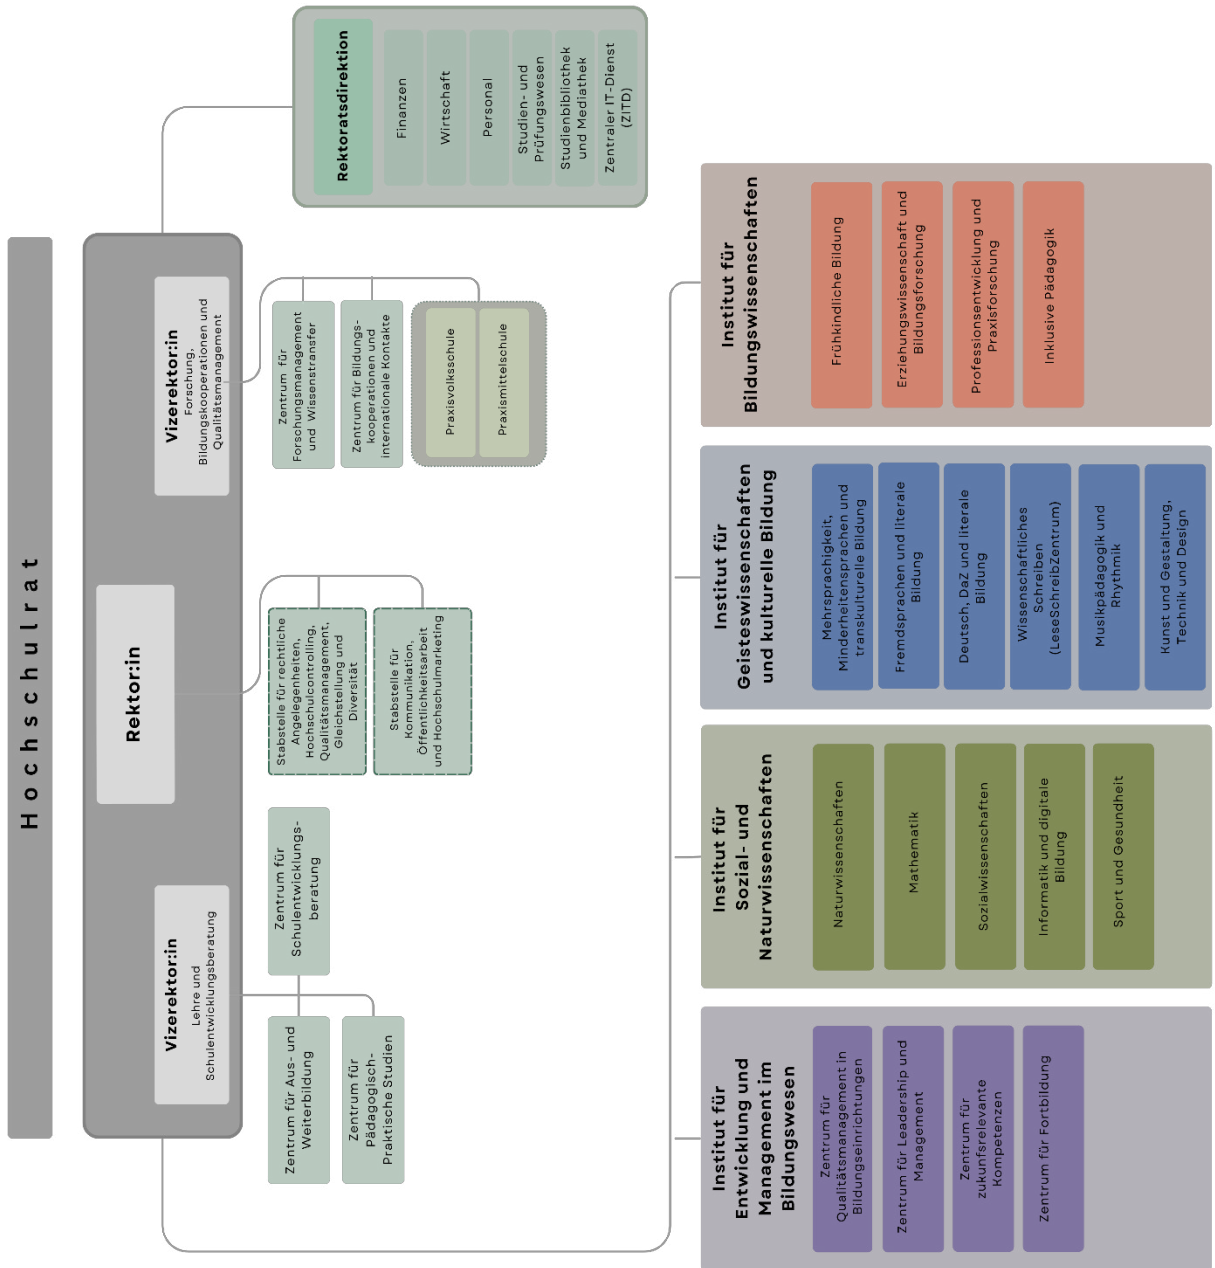 Hochschulrat
Rektor:in
Vizerektor:in
Lehre und
Schulentwicklungsberatung
Vizerektor:in
Forschung,
Bildungskooperationen und
Qualitätsmanagement
Rektoratsdirektion
Finanzen
Wirtschaft
Personal
Studien- und
Prüfungswesen
Studienbibliothek
und Mediathek
Zentraler IT-Dienst
(ZITD)
Zentrum für Aus- und
Weiterbildung
Zentrum für
Pädagogisch-
Praktische Studien
Zentrum für
Schulentwicklungs-
beratung
Stabstelle für rechtliche
Angelegenheiten,
Hochschulcontrolling,
Qualitätsmanagement,
Gleichstellung und
Diversität
Stabstelle für
Kommunikation,
Öffentlichkeitsarbeit
und Hochschulmarketing
Zentrum für
Forschungsmanagement
und Wissenstransfer
Zentrum für Bildungs-
kooperationen und
internationale Kontakte
Praxisvolksschule
Praxismittelschule
Institut für
Entwicklung und
Management im
Bildungswesen
Zentrum für
Qualitätsmanagement in
Bildungseinrichtungen
Zentrum für Leadership und
Management
Zentrum für
zukunfsrelevante
Kompetenzen
Zentrum für Fortbildung
Institut für
Sozial- und
Naturwissenschaften
Naturwissenschaften
Mathematik
Sozialwissenschaften
Informatik und digitale
Bildung
Sport und Gesundheit
Institut für
Geisteswissenschaften
und kulturelle Bildung
Mehrsprachigkeit,
Minderheitensprachen und
transkulturelle Bildung
Fremdsprachen und literale
Bildung
Deutsch, DaZ und literale
Bildung
Wissenschaftliches
Schreiben
(LeseSchreibZentrum)
Musikpädagogik und
Rhythmik
Kunst und Gestaltung,
Technik und Design
Institut für
Bildungswissenschaften
Frühkindliche Bildung
Erziehungswissenschaft und
Bildungsforschung
Professionsentwicklung und
Praxisforschung
Inklusive Pädagogik